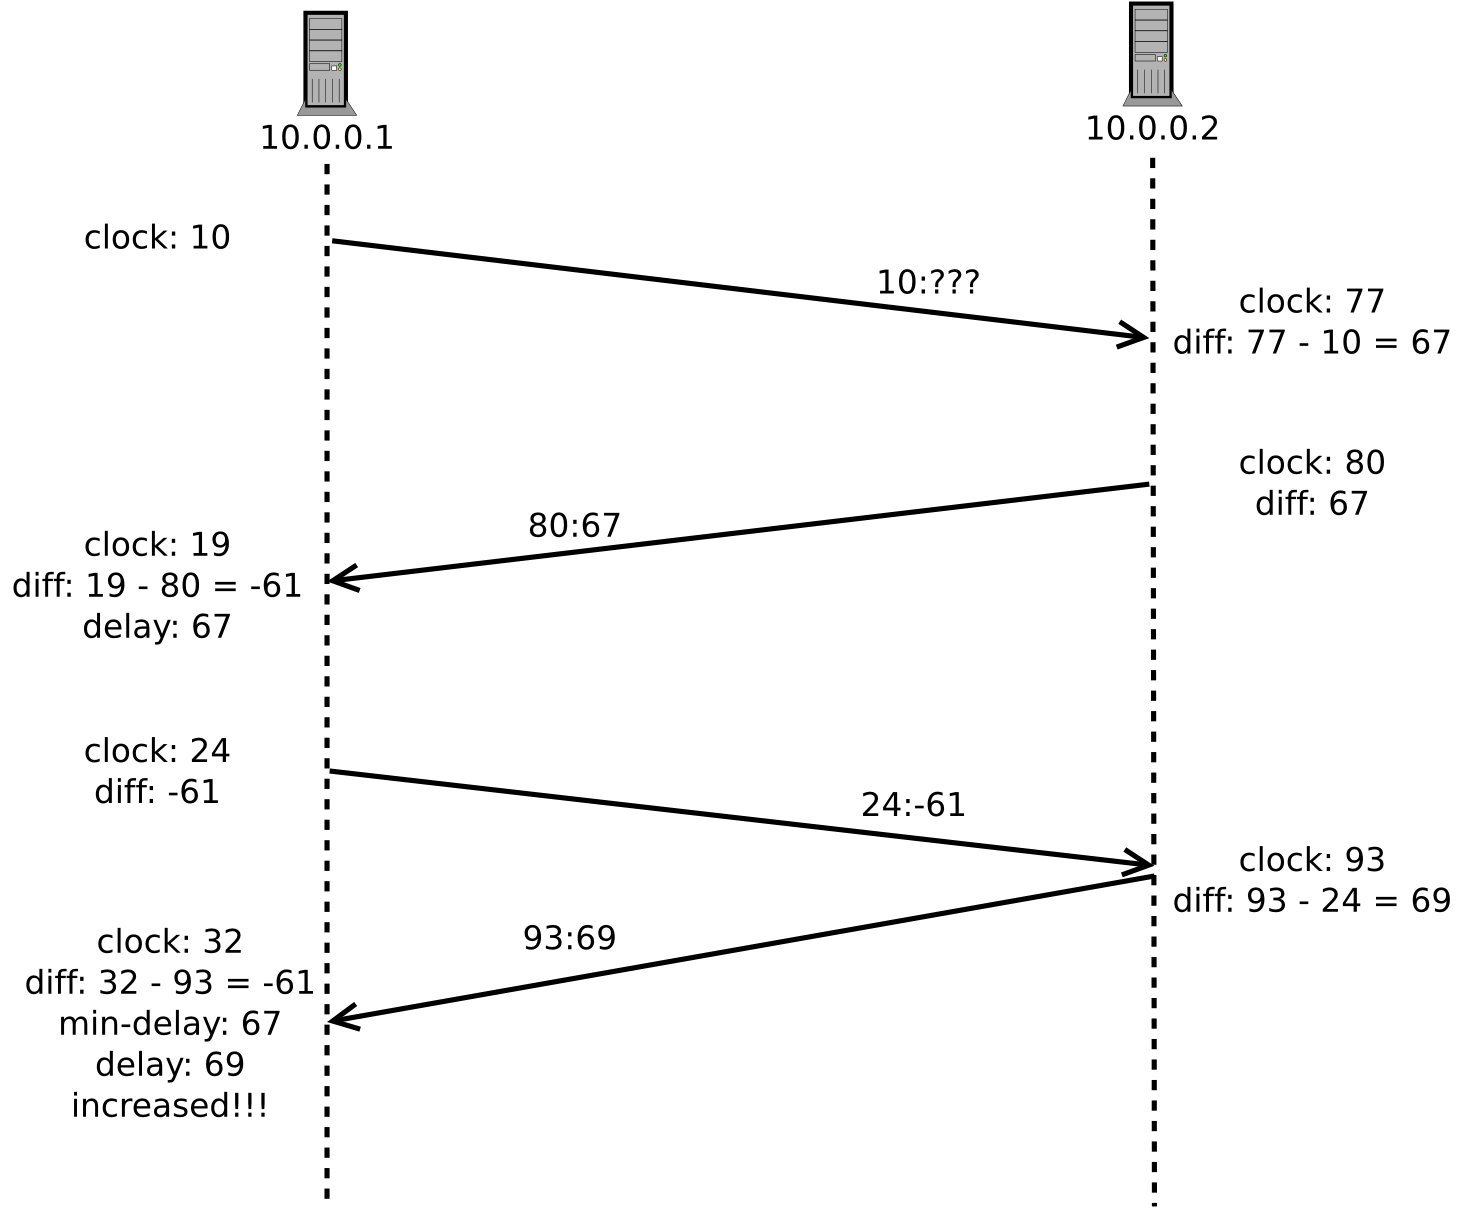 10.0.0.1
10.0.0.2
clock: 10
10:???
clock: 77
diff: 77 - 10 = 67
clock: 80
diff: 67
80:67
clock: 19
diff: 19 - 80 = -61
delay: 67
clock: 24
diff: -61
24:-61
clock: 93
diff: 93 - 24 = 69
93:69
clock: 32
diff: 32 - 93 = -61
min-delay: 67
delay: 69
increased!!!